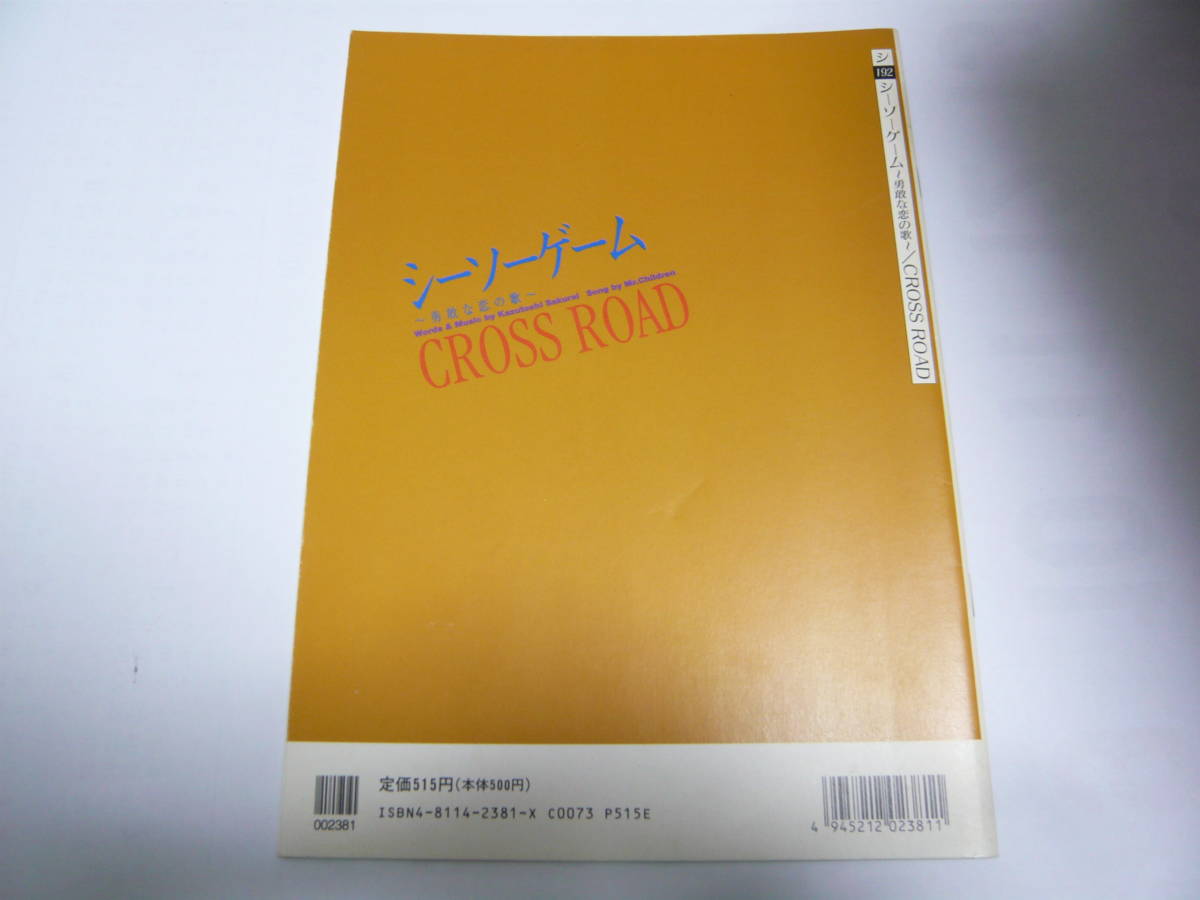 シ
192
シーソーゲーム~勇敢な恋の歌~/CROSS ROAD
シーソーゲーム
~勇敢な恋の歌~
Words & Music by Kazutoshi Sakurai Song by Mr.Children
CROSS ROAD
002381
定価515円(本体500円)
ISBN4-8114-2381-X C0073 P515E
4 945212 023811